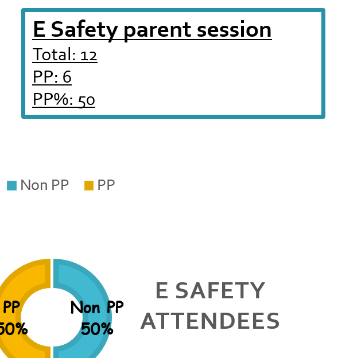 E Safety parent session
Total: 12
PP: 6
PP%: 50
Non PP PP
PP Non PP
50% 50%
E SAFETY
ATTENDEES